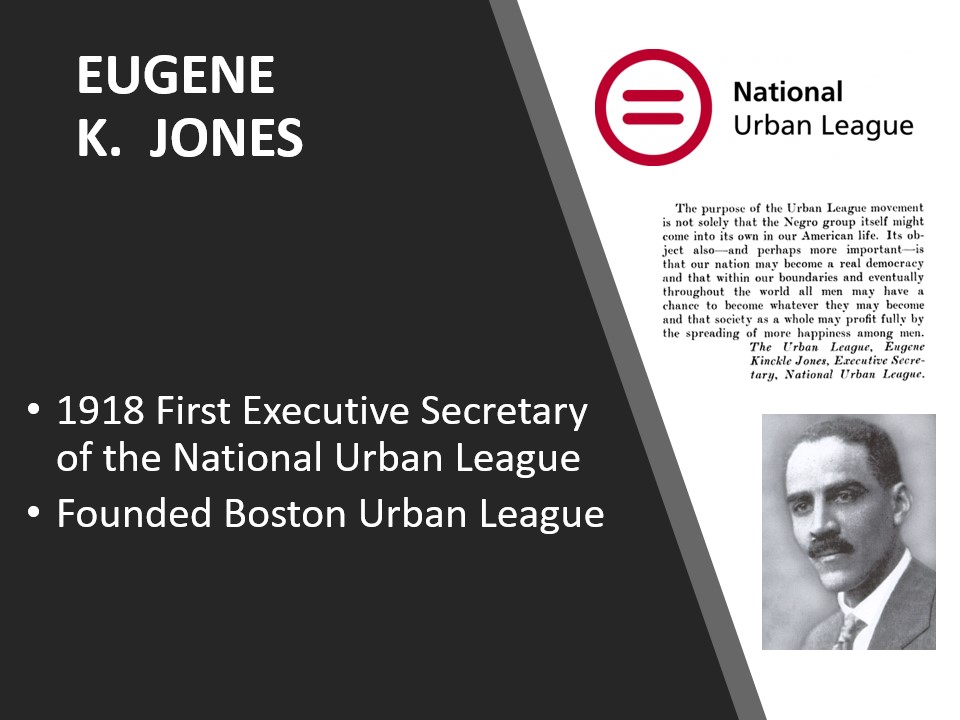 EUGENE
K. JONES
National
Urban League
The purpose of the Urban League movement
is not solely that the Negro group itself might
come into its own in our American life. Its ob-
ject also—and perhaps more important—is
that our nation may become a real democracy
and that within our boundaries and eventually
throughout the world all men may have a
chance to become whatever they may become
and that society as a whole may profit fully by
the spreading of more happiness among men.
The Urban League, Eugene
Kinckle Jones, Executive Secre-
tary, National Urban League.
• 1918 First Executive Secretary
of the National Urban League
• Founded Boston Urban League